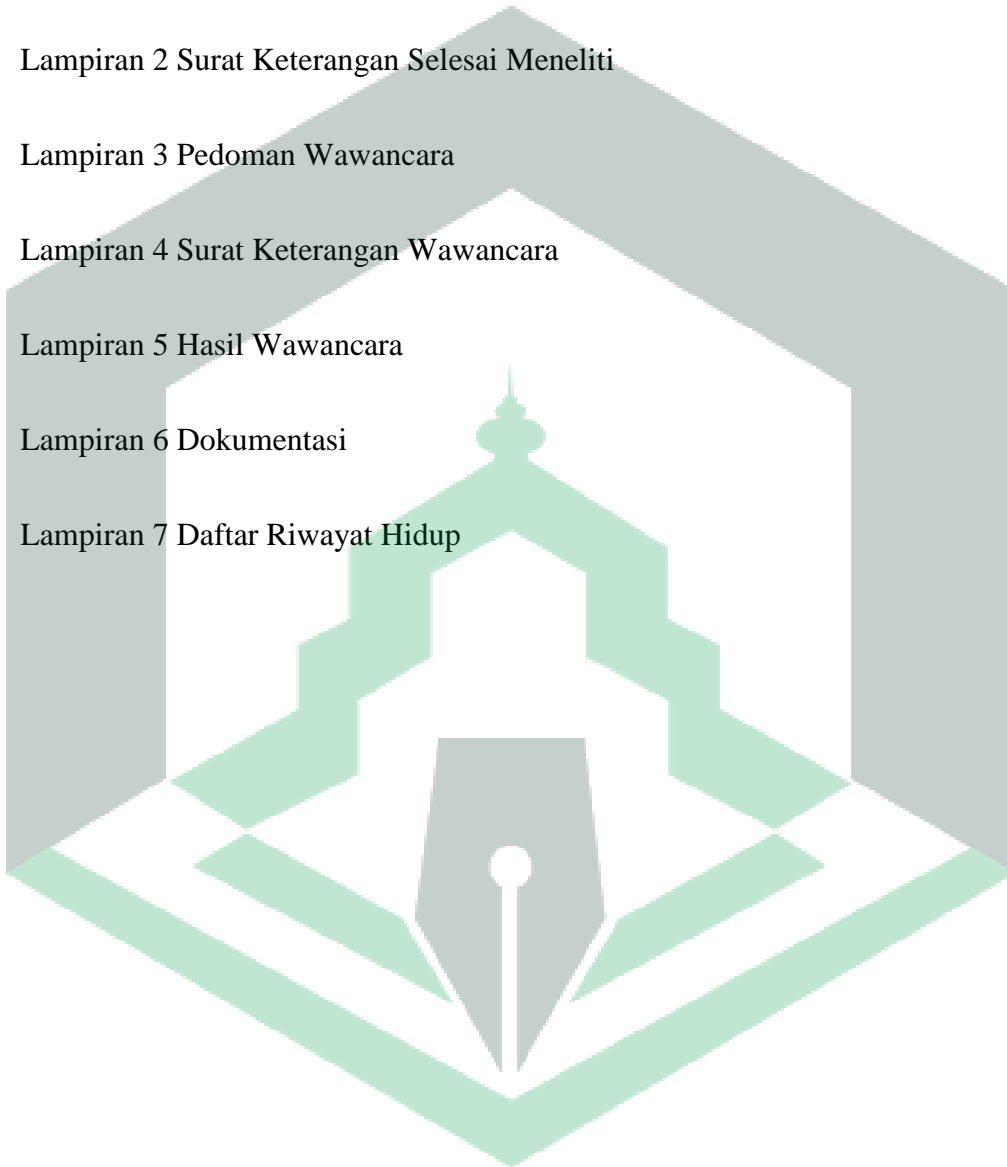 Lampiran 2 Surat Keterangan Selesai Meneliti
Lampiran 3 Pedoman Wawancara
Lampiran 4 Surat Keterangan Wawancara
Lampiran 5 Hasil Wawancara
Lampiran 6 Dokumentasi
Lampiran 7 Daftar Riwayat Hidup